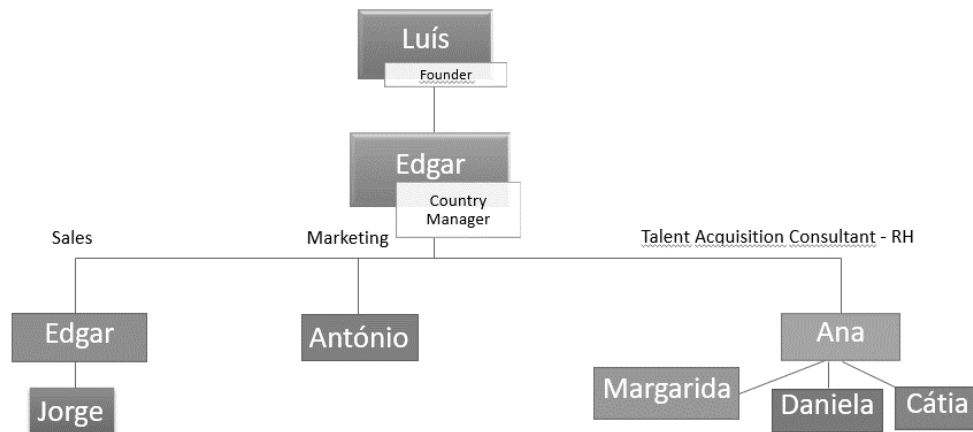 Luís
Founder
Edgar
Country
Manager
Sales
Marketing
Talent Acquisition Consultant - RH
Edgar
António
Ana
Jorge
Margarida
Daniela
Cátia